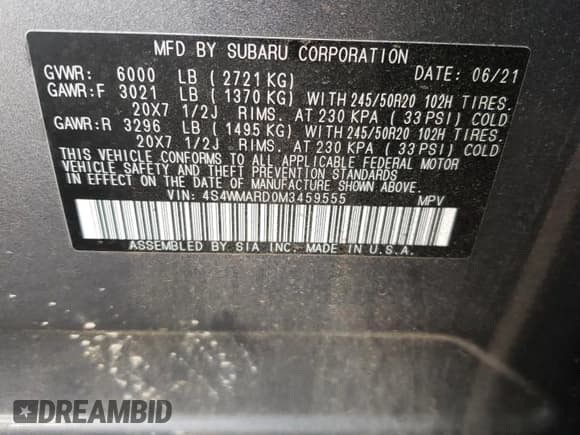 MFD BY SUBARU CORPORATION
GVWR: 6000 LB ( 2721 KG) DATE: 06/21
GAWR:F 3021 LB ( 1370 KG) WITH 245/50R20 102H TIRES.
20X7 1/2J RIMS. AT 230 KPA ( 33 PSI) COLD
GAWR:R 3296 LB ( 1495 KG) WITH 245/50R20 102H TIRES.
20X7 1/2J RIMS. AT 230 KPA ( 33 PSI) COLD
THIS VEHICLE CONFORMS TO ALL APPLICABLE FEDERAL MOTOR
VEHICLE SAFETY AND THEFT PREVENTION STANDARDS
IN EFFECT ON THE DATE OF MANUFACTURE SHOWN ABOVE.
VIN: 4S4WMARD0M3459555 MPV
ASSEMBLED BY SIA INC.-MADE IN U.S.A.
DREAMBID